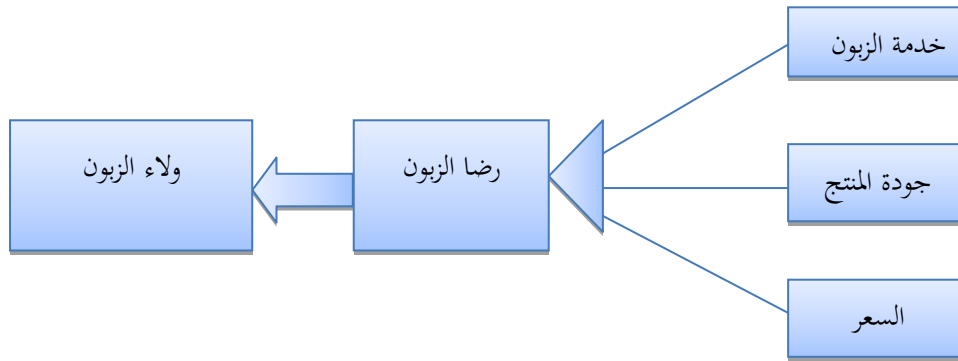 خدمة الزبون
رضا الزبون
ولاء الزبون
جودة المنتج
السعر